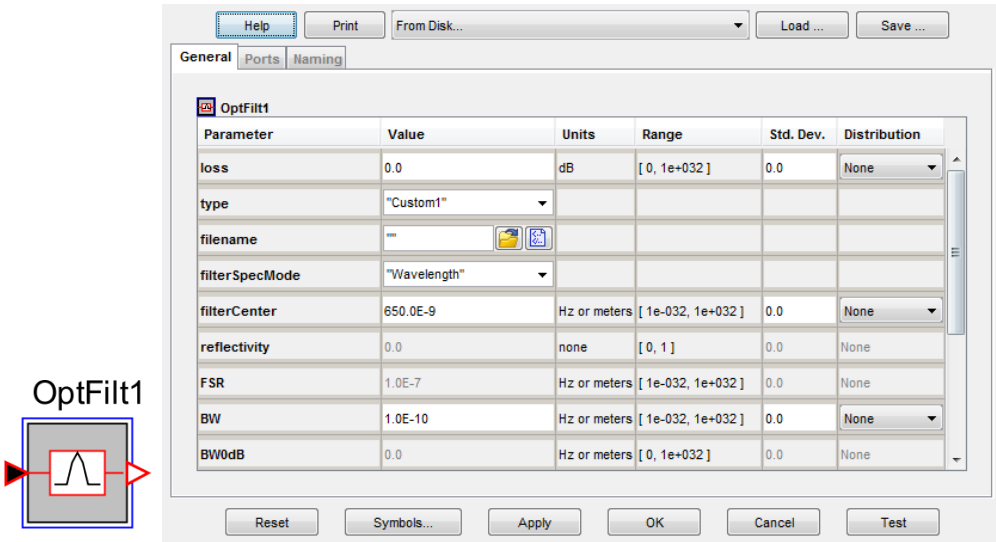 Help Print From Disk... Load ... Save ...
General Ports Naming
OptFilt1
Parameter Value Units Range Std. Dev. Distribution
loss 0.0 dB [ 0, 1e+032 ] 0.0 None
type "Custom1"
filename ""
filterSpecMode "Wavelength"
filterCenter 650.0E-9 Hz or meters [ 1e-032, 1e+032 ] 0.0 None
reflectivity 0.0 none [ 0, 1 ] 0.0 None
FSR 1.0E-7 Hz or meters [ 1e-032, 1e+032 ] 0.0 None
BW 1.0E-10 Hz or meters [ 1e-032, 1e+032 ] 0.0 None
BW0dB 0.0 Hz or meters [ 0, 1e+032 ] 0.0 None
OptFilt1
Reset Symbols... Apply OK Cancel Test